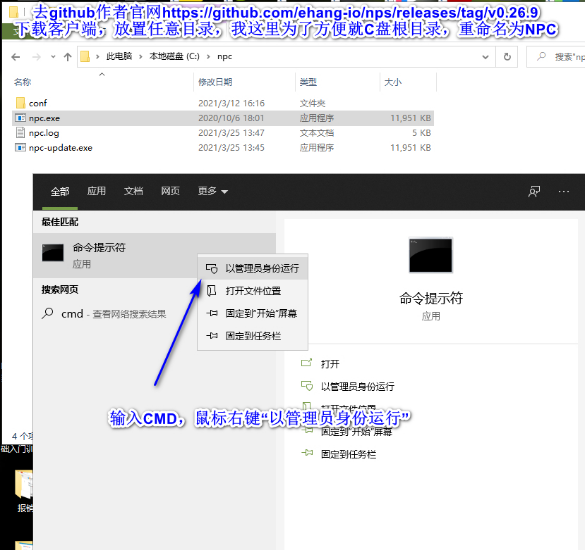 去github作者官网https://github.com/ehang-io/nps/releases/tag/v0.26.9
下载客户端，放置任意目录，我这里为了方便就C盘根目录，重命名为NPC
此电脑 › 本地磁盘 (C:) › npc
搜索"np
名称 修改日期 类型 大小
conf 2021/3/12 16:16 文件夹
npc.exe 2020/10/6 18:01 应用程序 11,951 KB
npc.log 2021/3/25 13:47 文本文档 5 KB
npc-update.exe 2021/3/25 13:45 应用程序 11,951 KB
全部 应用 文档 网页 更多
最佳匹配
命令提示符
应用
搜索网页
cmd - 查看网络搜索结果
以管理员身份运行
打开文件位置
固定到"开始"屏幕
固定到任务栏
命令提示符
应用
打开
以管理员身份运行
打开文件位置
固定到"开始"屏幕
固定到任务栏
输入CMD，鼠标右键“以管理员身份运行”
4 个项
础入门训
报销